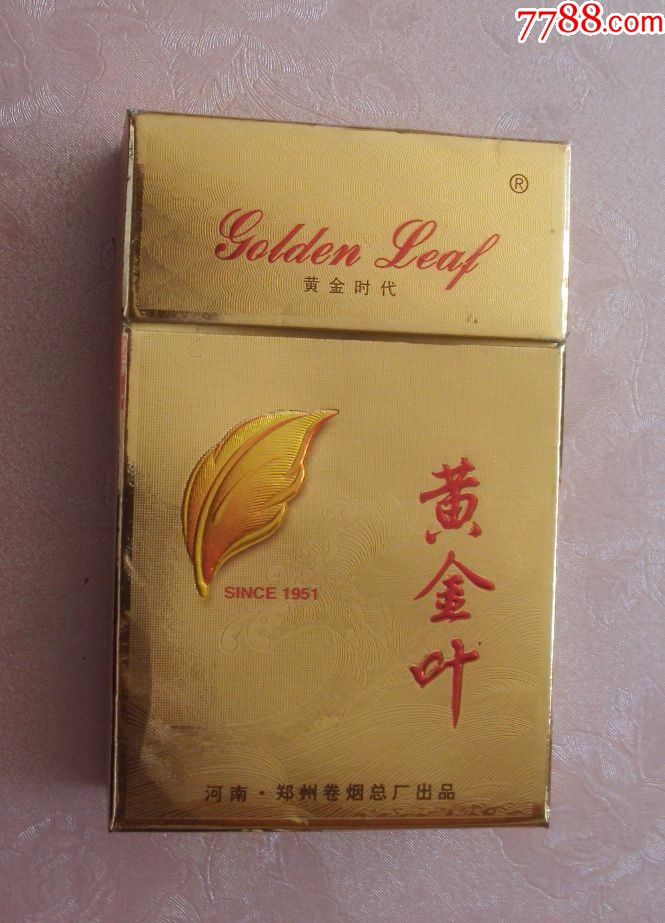 7788.com
®
Golden Leaf
黄金时代
黄金叶
SINCE 1951
河南·郑州卷烟总厂出品